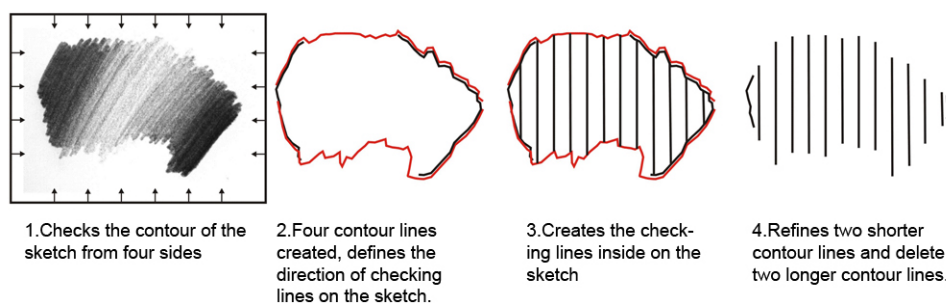 1.Checks the contour of the
sketch from four sides
2.Four contour lines
created, defines the
direction of checking
lines on the sketch.
3.Creates the check-
ing lines inside on the
sketch
4.Refines two shorter
contour lines and delete
two longer contour lines.